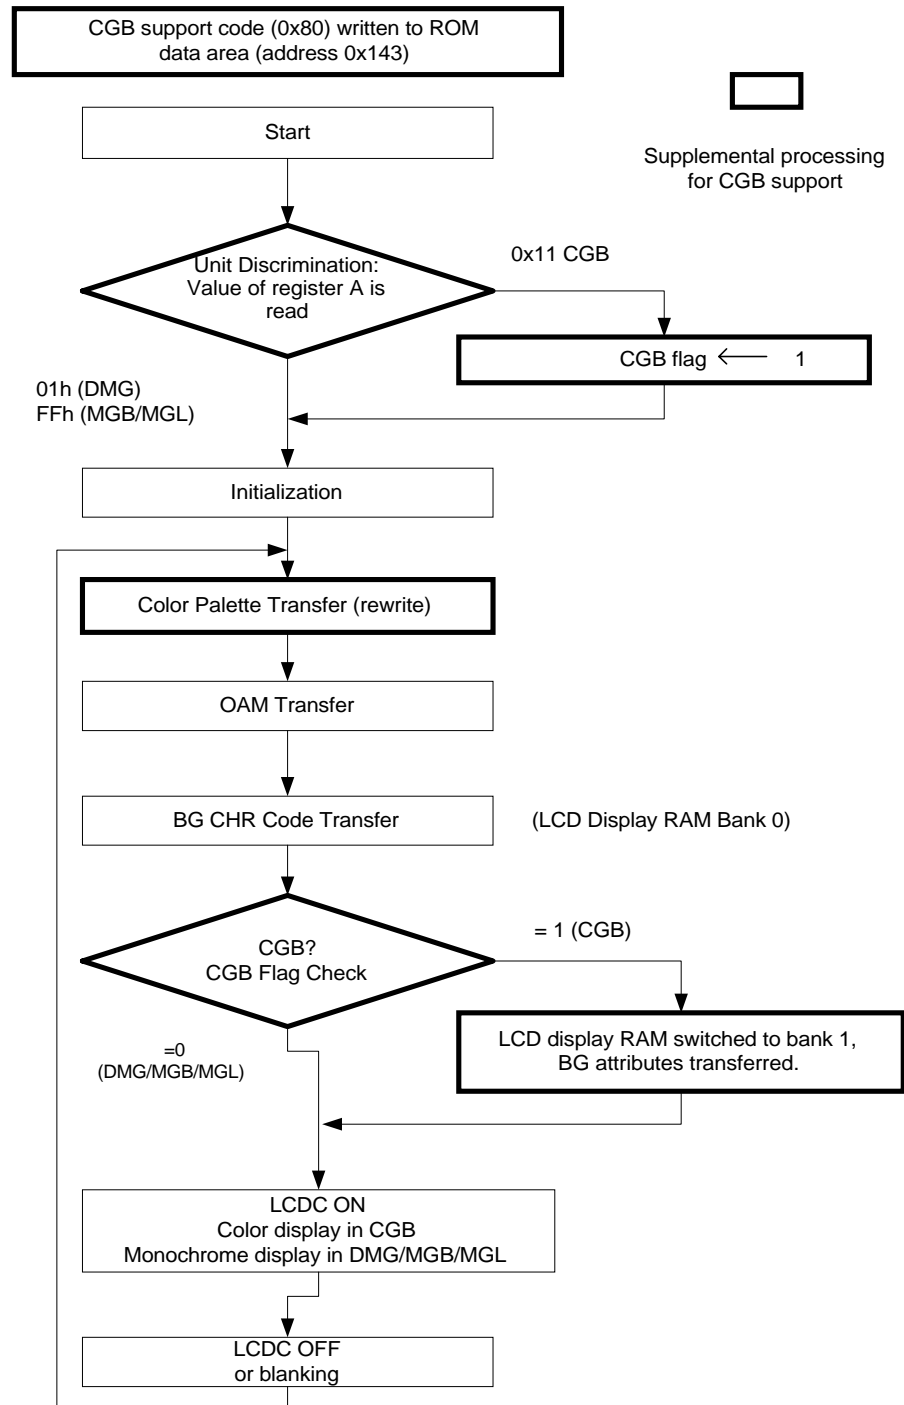 CGB support code (0x80) written to ROM
data area (address 0x143)
Start
Supplemental processing
for CGB support
Unit Discrimination:
Value of register A is
read
0x11 CGB
CGB flag ← 1
01h (DMG)
FFh (MGB/MGL)
Initialization
Color Palette Transfer (rewrite)
OAM Transfer
BG CHR Code Transfer
(LCD Display RAM Bank 0)
CGB?
CGB Flag Check
= 1 (CGB)
LCD display RAM switched to bank 1,
BG attributes transferred.
=0
(DMG/MGB/MGL)
LCDC ON
Color display in CGB
Monochrome display in DMG/MGB/MGL
LCDC OFF
or blanking